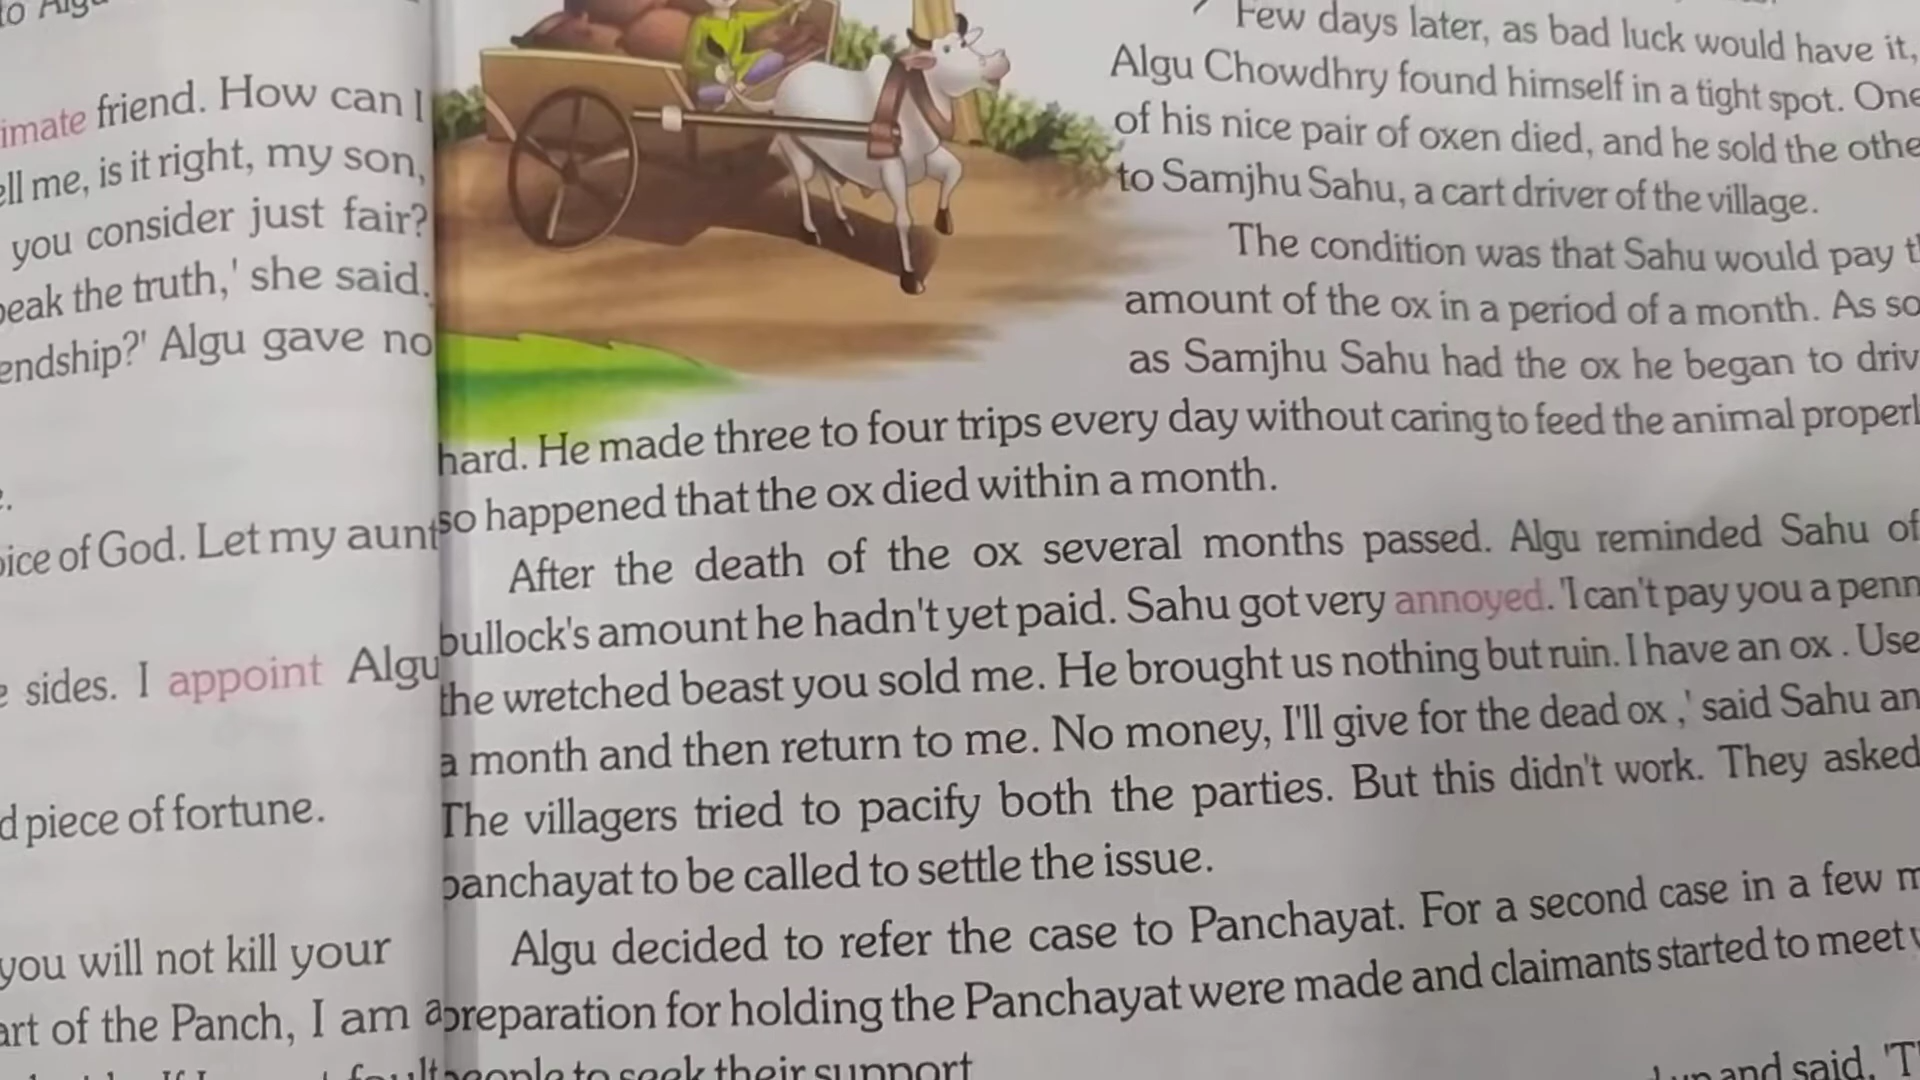 friend. How can I
me, is it right, my son,
you consider just fair?
the truth,' she said.
Algu gave no
of God. Let my aunt
sides. I appoint Algu
piece of fortune.
you will not kill your
of the Panch, I am a
Few days later, as bad luck would have it,
Algu Chowdhry found himself in a tight spot. One
of his nice pair of oxen died, and he sold the
to Samjhu Sahu, a cart driver of the village.
The condition was that Sahu would pay
amount of the ox in a period of a month. As
as Samjhu Sahu had the ox he began to
hard. He made three to four trips every day without caring to feed the animal
so happened that the ox died within a month.
After the death of the ox several months passed. Algu reminded Sahu of
bullock's amount he hadn't yet paid. Sahu got very annoyed. 'I can't pay you a
the wretched beast you sold me. He brought us nothing but ruin. I have an ox . Use
a month and then return to me. No money, I'll give for the dead ox ,' said Sahu
The villagers tried to pacify both the parties. But this didn't work. They asked
panchayat to be called to settle the issue.
Algu decided to refer the case to Panchayat. For a second case in a few
preparation for holding the Panchayat were made and claimants started to meet
people to seek their support
and said,